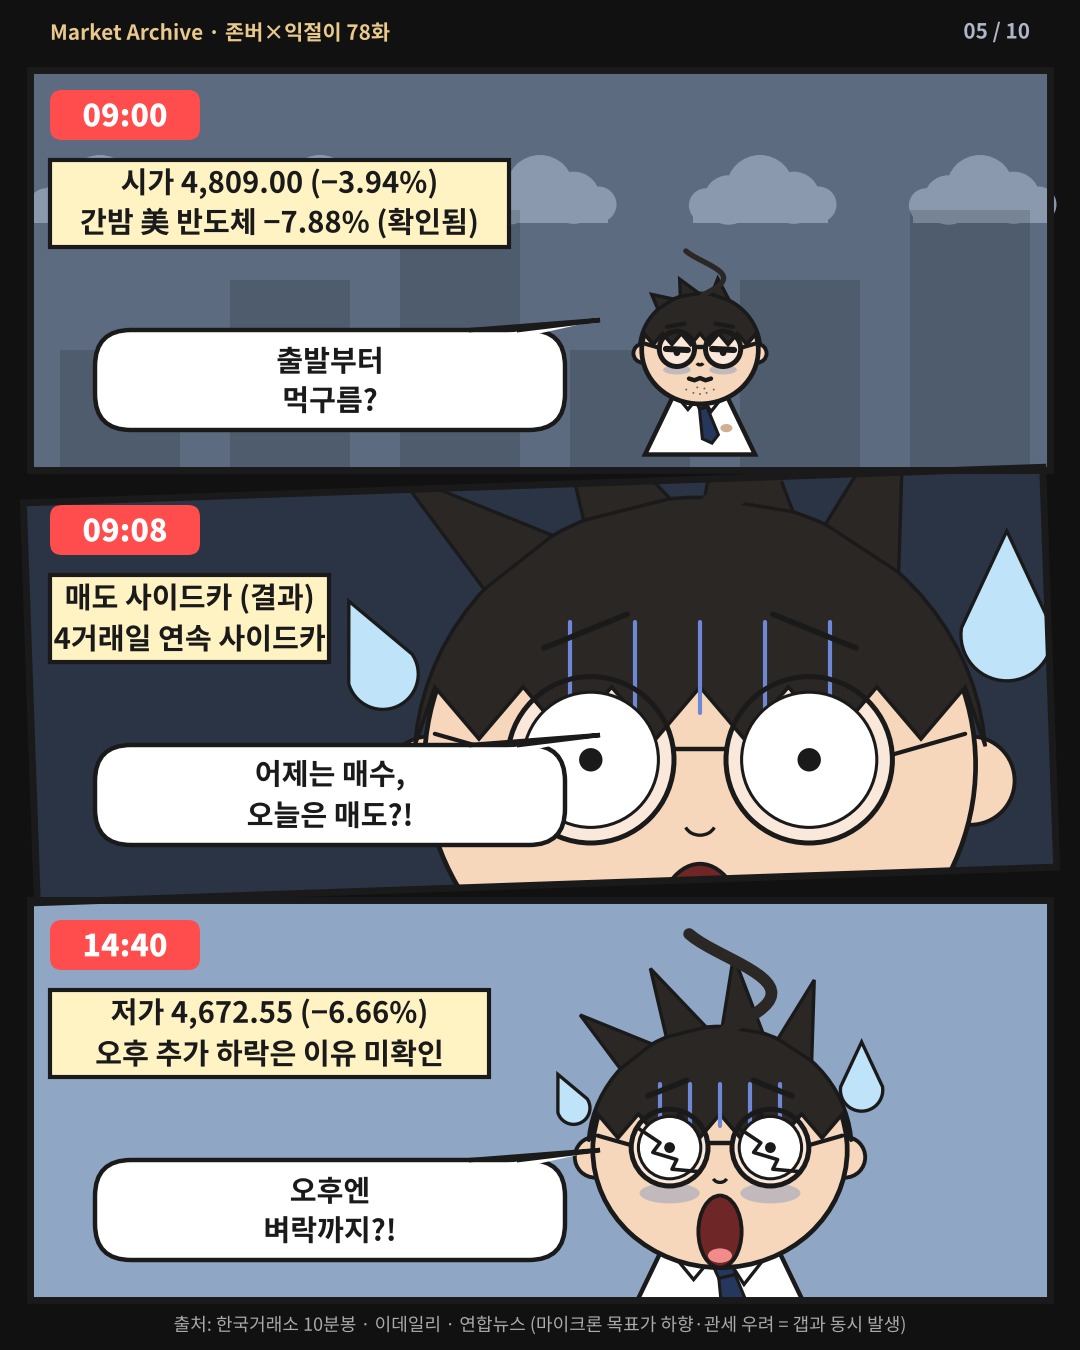 Market Archive · 존버×익절이 78화
05 / 10
09:00
시가 4,809.00 (−3.94%)
간밤 美 반도체 −7.88% (확인됨)
출발부터
먹구름?
09:08
매도 사이드카 (결과)
4거래일 연속 사이드카
어제는 매수,
오늘은 매도?!
14:40
저가 4,672.55 (−6.66%)
오후 추가 하락은 이유 미확인
오후엔
벼락까지?!
출처: 한국거래소 10분봉 · 이데일리 · 연합뉴스 (마이크론 목표가 하향·관세 우려 = 갭과 동시 발생)